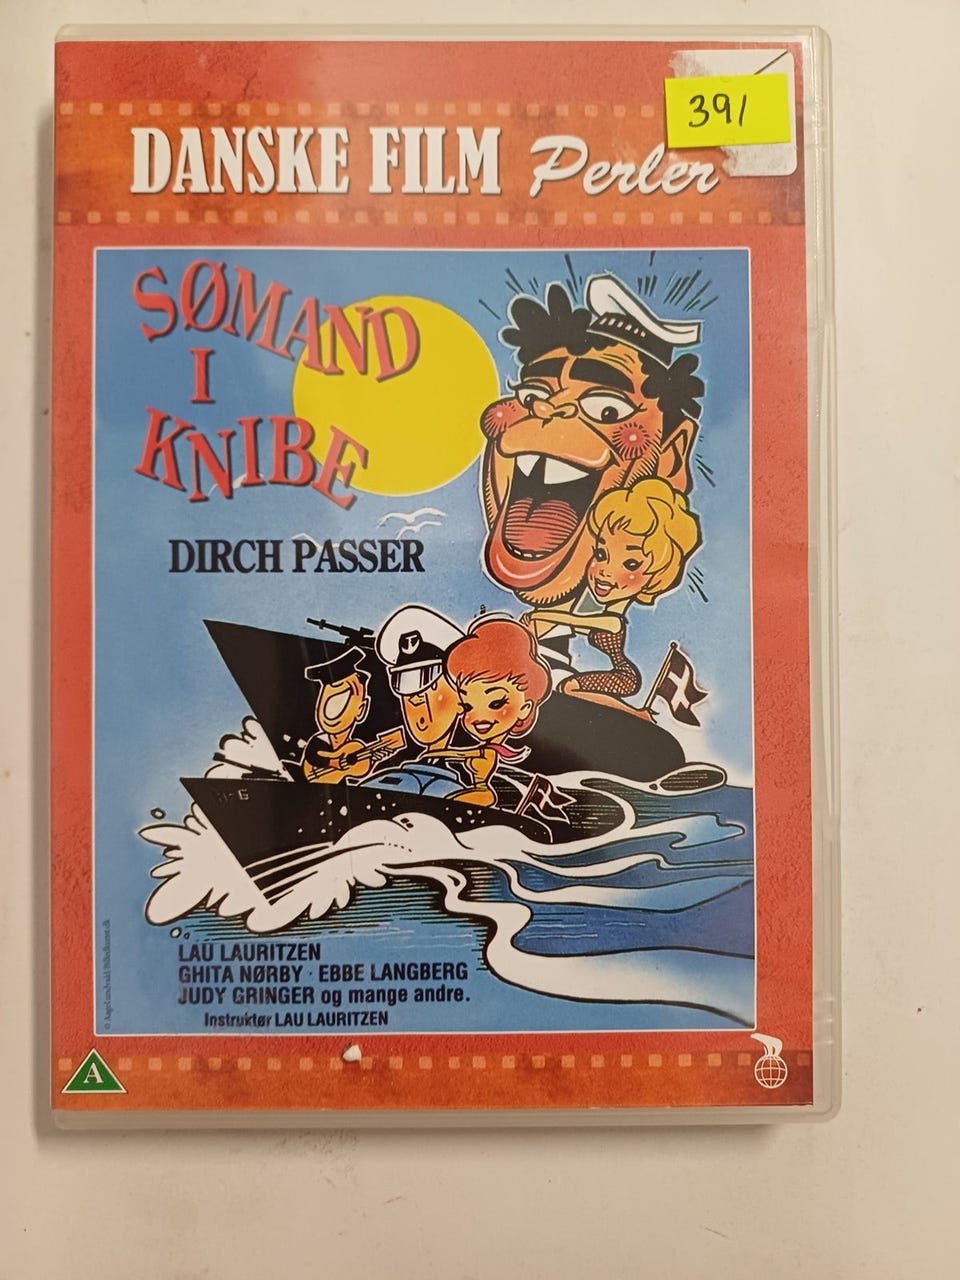 391
DANSKE FILM Perler
SØMAND
I
KNIBE
DIRCH PASSER
LAU LAURITZEN
GHITA NØRBY · EBBE LANGBERG
JUDY GRINGER og mange andre.
Instruktør LAU LAURITZEN
A